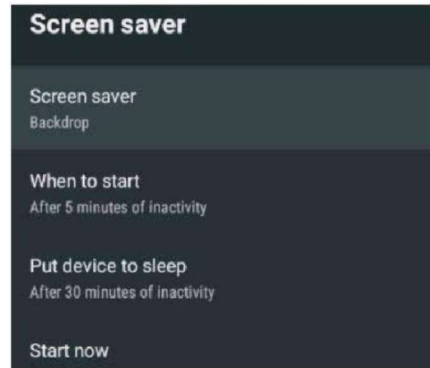 Screen saver
Screen saver
Backdrop
When to start
After 5 minutes of inactivity
Put device to sleep
After 30 minutes of inactivity
Start now